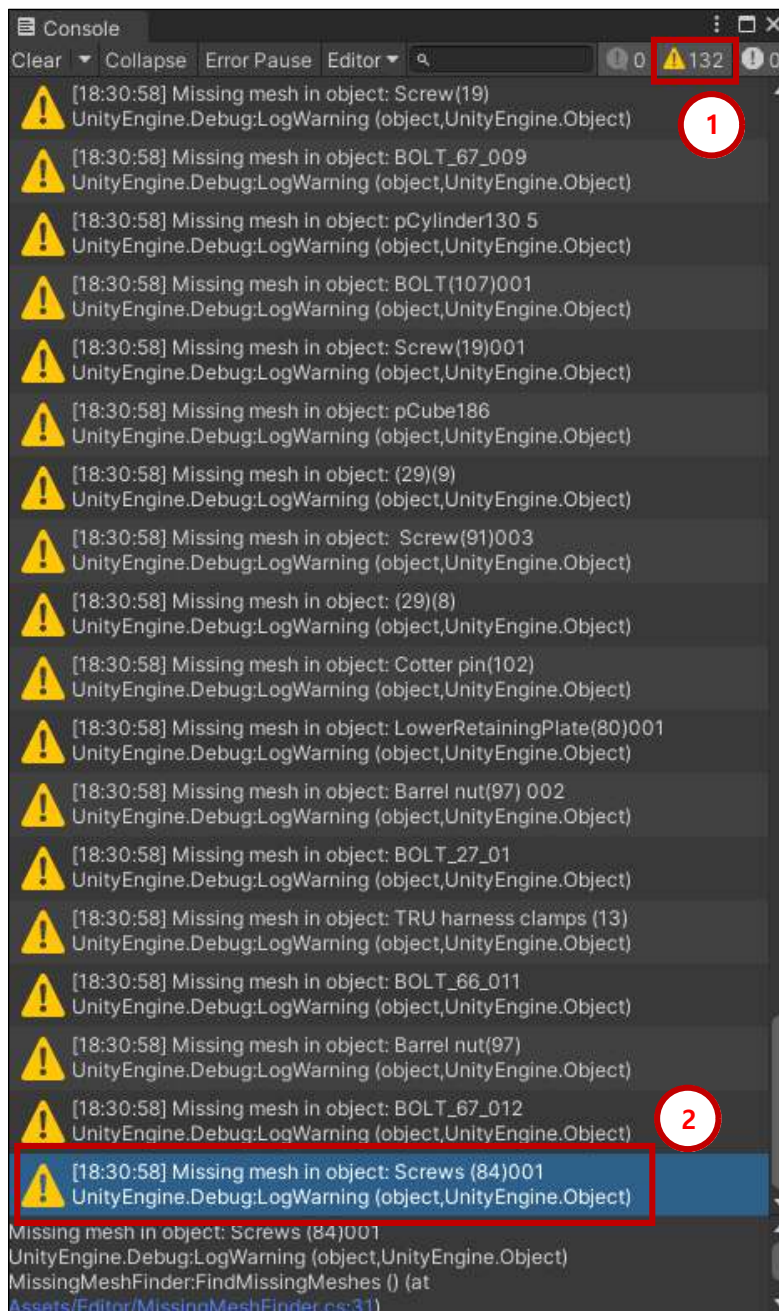 Console
Clear Collapse Error Pause Editor 0 132 0
1
[18:30:58] Missing mesh in object: Screw(19)
UnityEngine.Debug:LogWarning (object,UnityEngine.Object)
[18:30:58] Missing mesh in object: BOLT_67_009
UnityEngine.Debug:LogWarning (object,UnityEngine.Object)
[18:30:58] Missing mesh in object: pCylinder130 5
UnityEngine.Debug:LogWarning (object,UnityEngine.Object)
[18:30:58] Missing mesh in object: BOLT(107)001
UnityEngine.Debug:LogWarning (object,UnityEngine.Object)
[18:30:58] Missing mesh in object: Screw(19)001
UnityEngine.Debug:LogWarning (object,UnityEngine.Object)
[18:30:58] Missing mesh in object: pCube186
UnityEngine.Debug:LogWarning (object,UnityEngine.Object)
[18:30:58] Missing mesh in object: (29)(9)
UnityEngine.Debug:LogWarning (object,UnityEngine.Object)
[18:30:58] Missing mesh in object:  Screw(91)003
UnityEngine.Debug:LogWarning (object,UnityEngine.Object)
[18:30:58] Missing mesh in object: (29)(8)
UnityEngine.Debug:LogWarning (object,UnityEngine.Object)
[18:30:58] Missing mesh in object: Cotter pin(102)
UnityEngine.Debug:LogWarning (object,UnityEngine.Object)
[18:30:58] Missing mesh in object: LowerRetainingPlate(80)001
UnityEngine.Debug:LogWarning (object,UnityEngine.Object)
[18:30:58] Missing mesh in object: Barrel nut(97) 002
UnityEngine.Debug:LogWarning (object,UnityEngine.Object)
[18:30:58] Missing mesh in object: BOLT_27_01
UnityEngine.Debug:LogWarning (object,UnityEngine.Object)
[18:30:58] Missing mesh in object: TRU harness clamps (13)
UnityEngine.Debug:LogWarning (object,UnityEngine.Object)
[18:30:58] Missing mesh in object: BOLT_66_011
UnityEngine.Debug:LogWarning (object,UnityEngine.Object)
[18:30:58] Missing mesh in object: Barrel nut(97)
UnityEngine.Debug:LogWarning (object,UnityEngine.Object)
[18:30:58] Missing mesh in object: BOLT_67_012
UnityEngine.Debug:LogWarning (object,UnityEngine.Object)
2
[18:30:58] Missing mesh in object: Screws (84)001
UnityEngine.Debug:LogWarning (object,UnityEngine.Object)
Missing mesh in object: Screws (84)001
UnityEngine.Debug:LogWarning (object,UnityEngine.Object)
MissingMeshFinder:FindMissingMeshes () (at
Assets/Editor/MissingMeshFinder.cs:31)